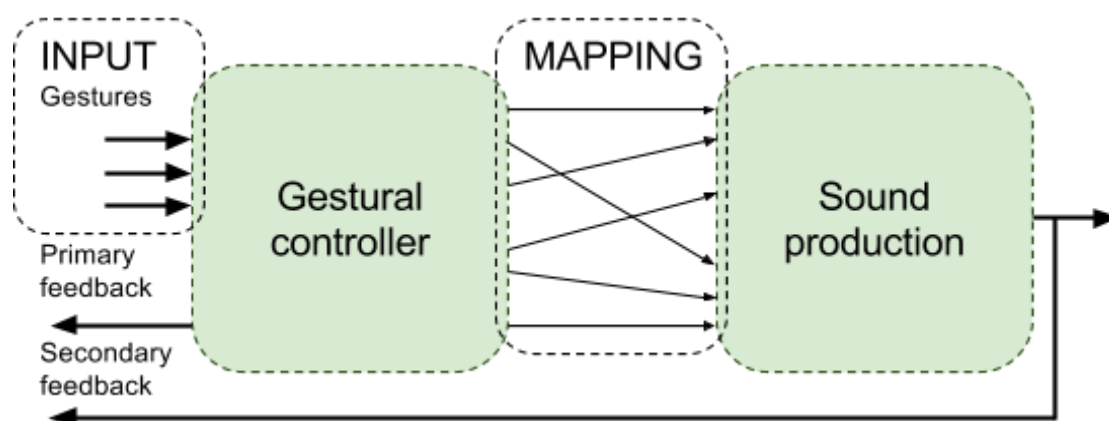 INPUT
Gestures
MAPPING
Gestural
controller
Sound
production
Primary
feedback
Secondary
feedback